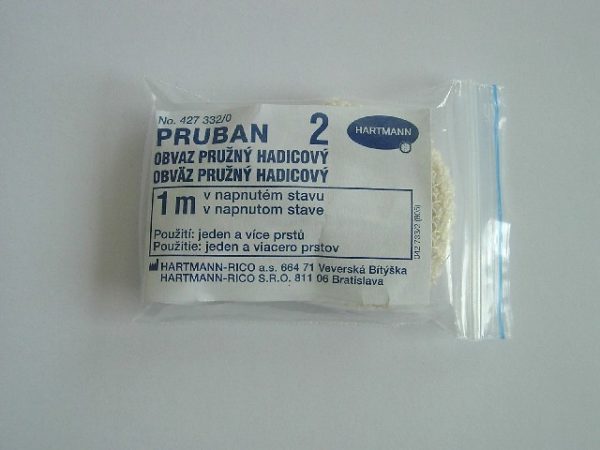 No. 427 332/0
PRUBAN 2
HARTMANN
OBVAZ PRUŽNÝ HADICOVÝ
OBVÄZ PRUŽNÝ HADICOVÝ
1 m v napnutém stavu
v napnutom stave
Použití: jeden a více prstů
Použitie: jeden a viacero prstov
HARTMANN-RICO a.s. 664 71 Veverská Bítýška
HARTMANN-RICO S.R.O. 811 06 Bratislava